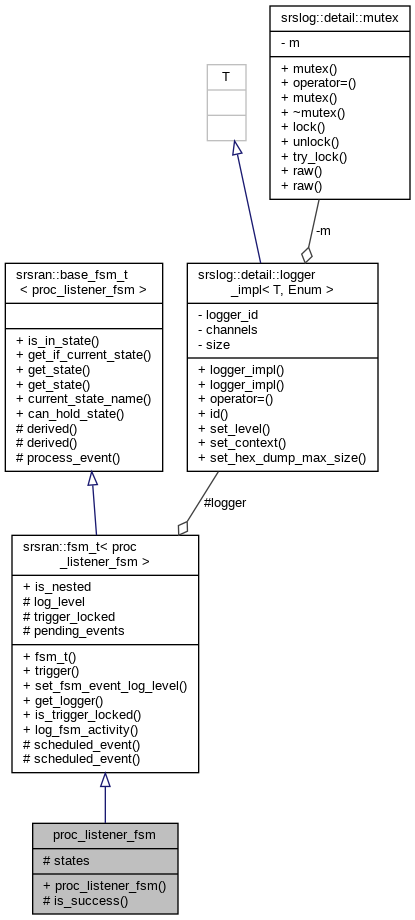 srslog::detail::mutex
- m
+ mutex()
+ operator=()
+ mutex()
+ ~mutex()
+ lock()
+ unlock()
+ try_lock()
+ raw()
+ raw()
T
-m
srsran::base_fsm_t
< proc_listener_fsm >
+ is_in_state()
+ get_if_current_state()
+ get_state()
+ get_state()
+ current_state_name()
+ can_hold_state()
# derived()
# derived()
# process_event()
srslog::detail::logger
_impl< T, Enum >
- logger_id
- channels
- size
+ logger_impl()
+ logger_impl()
+ operator=()
+ id()
+ set_level()
+ set_context()
+ set_hex_dump_max_size()
#logger
srsran::fsm_t< proc
_listener_fsm >
+ is_nested
# log_level
# trigger_locked
# pending_events
+ fsm_t()
+ trigger()
+ set_fsm_event_log_level()
+ get_logger()
+ is_trigger_locked()
+ log_fsm_activity()
# scheduled_event()
# scheduled_event()
proc_listener_fsm
# states
+ proc_listener_fsm()
# is_success()